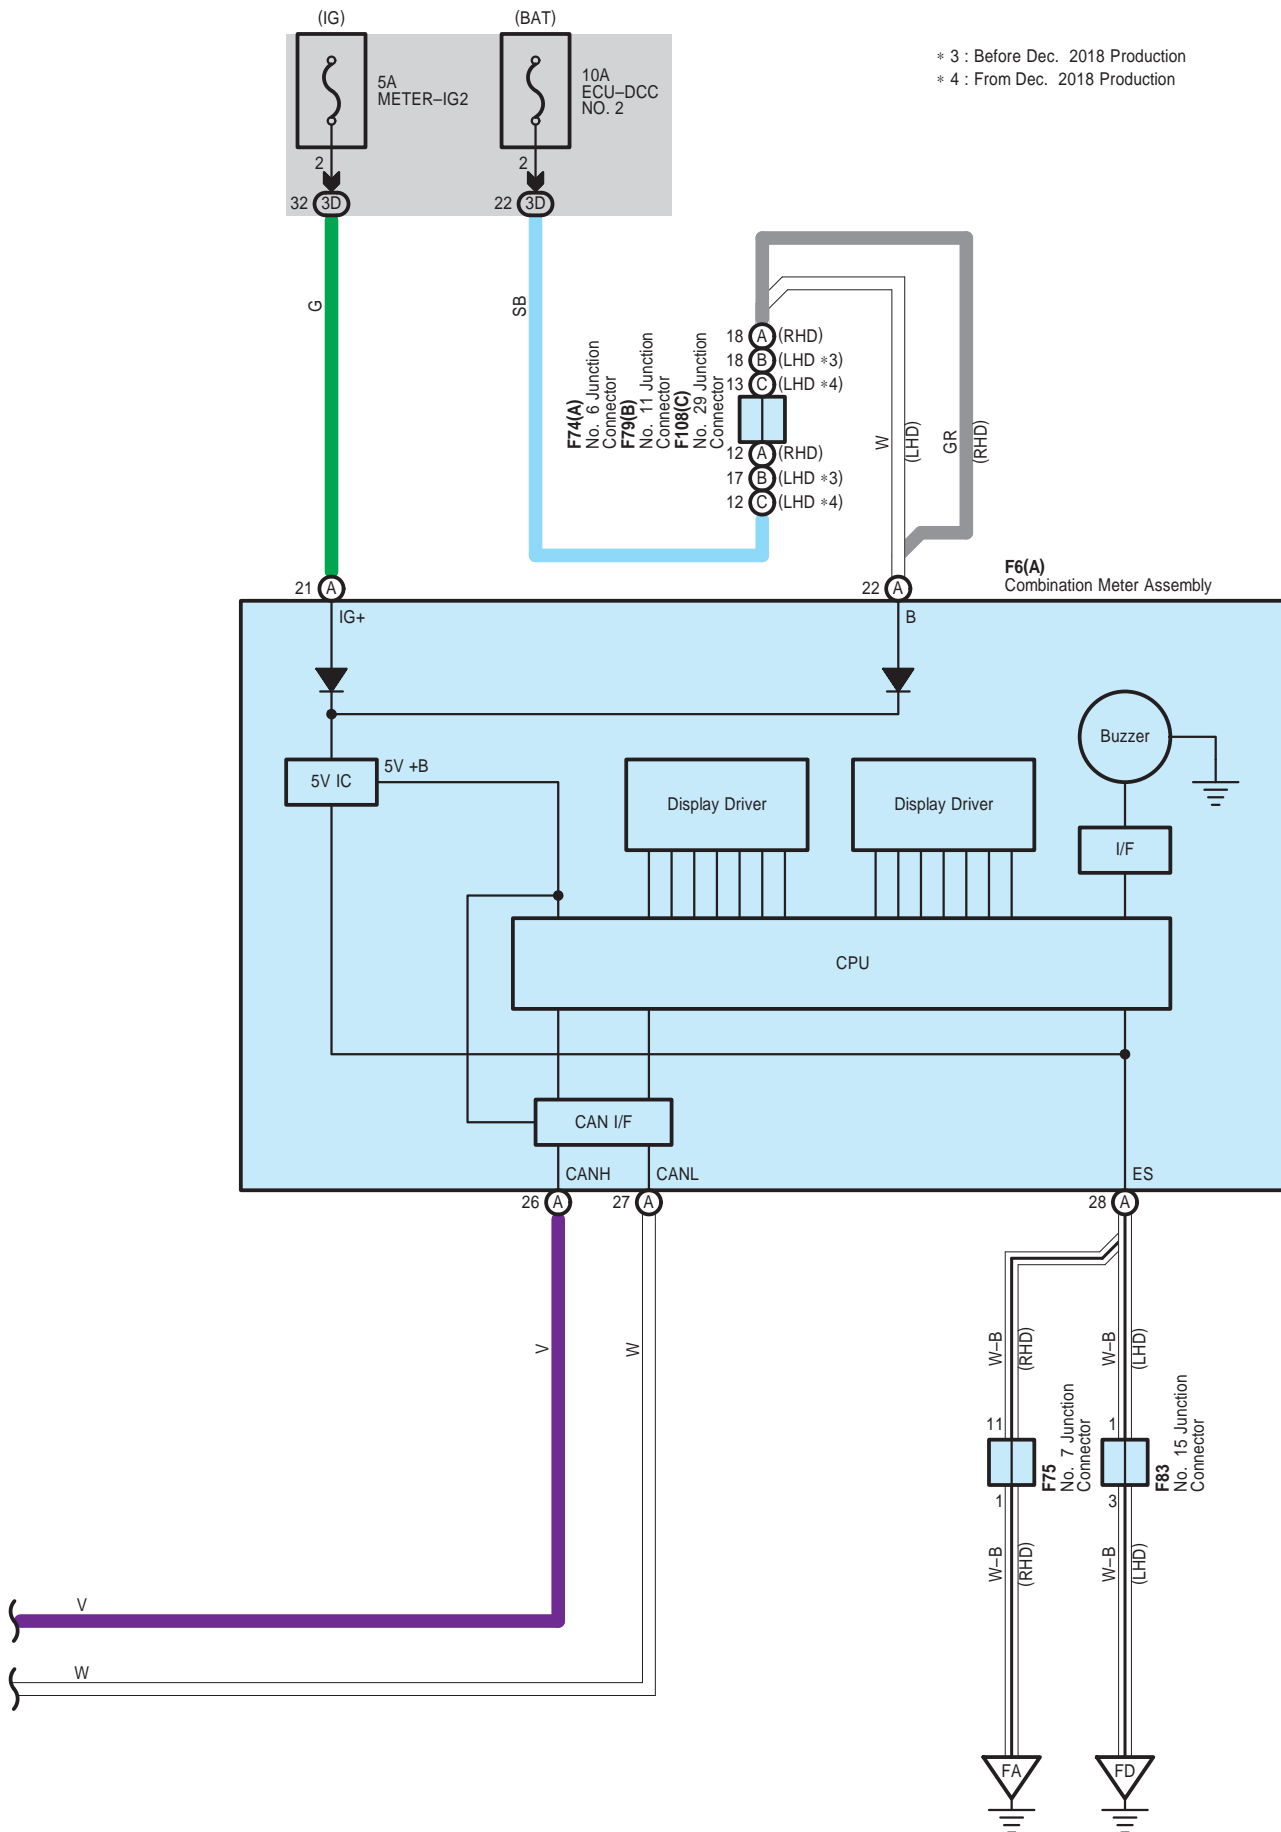 (IG)
(BAT)
* 3 : Before Dec. 2018 Production
* 4 : From Dec. 2018 Production
5A
METER–IG2
10A
ECU–DCC
NO. 2
2
2
32 3D
22 3D
G
SB
F74(A)
No. 6 Junction
Connector
F79(B)
No. 11 Junction
Connector
F108(C)
No. 29 Junction
Connector
18 A (RHD)
18 B (LHD *3)
13 C (LHD *4)
12 A (RHD)
17 B (LHD *3)
12 C (LHD *4)
W
(LHD)
GR
(RHD)
F6(A)
Combination Meter Assembly
21 A
22 A
IG+
B
Buzzer
5V IC
5V +B
Display Driver
Display Driver
I/F
CPU
CAN I/F
CANH
CANL
ES
26 A
27 A
28 A
V
W
W–B
(RHD)
W–B
(LHD)
11
1
F75
No. 7 Junction
Connector
1
3
F83
No. 15 Junction
Connector
W–B
(RHD)
W–B
(LHD)
V
W
FA
FD